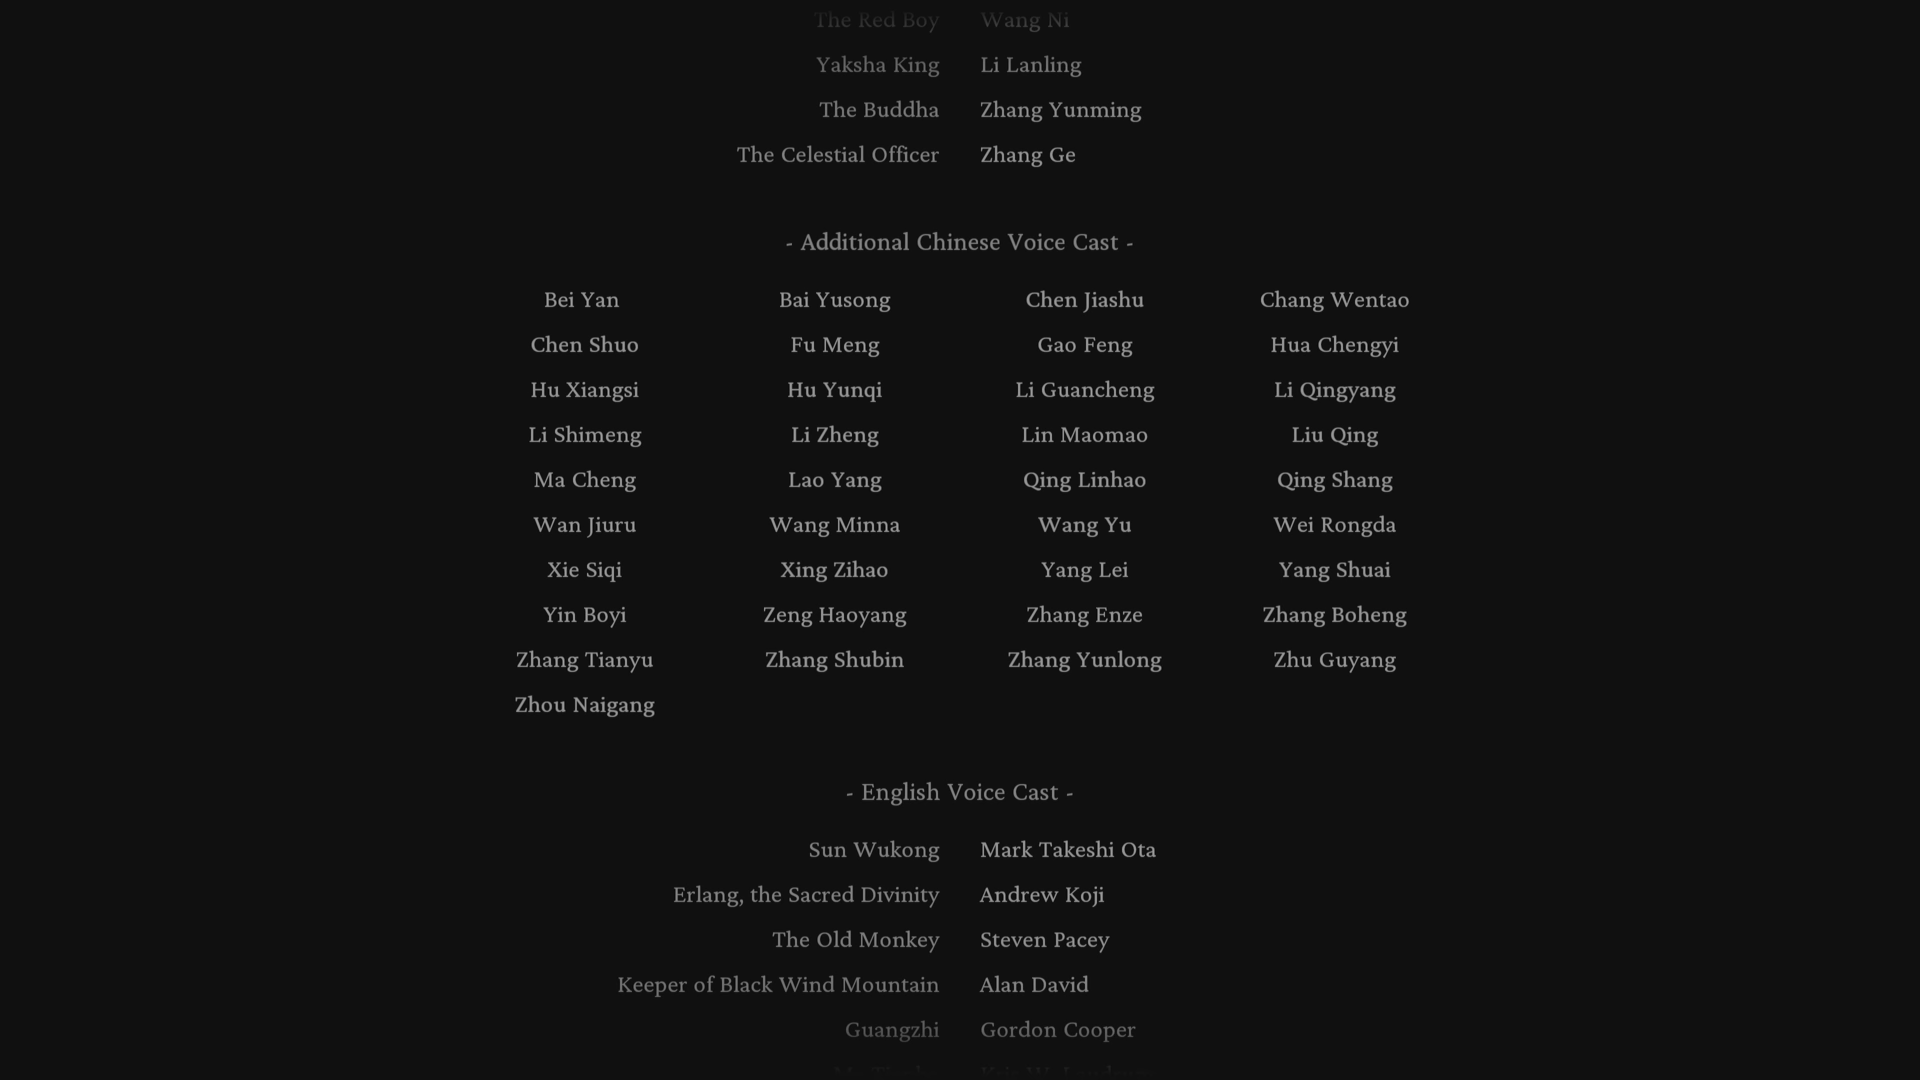 The Red Boy Wang Ni
Yaksha King Li Lanling
The Buddha Zhang Yunming
The Celestial Officer Zhang Ge
- Additional Chinese Voice Cast -
Bei Yan Bai Yusong Chen Jiashu Chang Wentao
Chen Shuo Fu Meng Gao Feng Hua Chengyi
Hu Xiangsi Hu Yunqi Li Guancheng Li Qingyang
Li Shimeng Li Zheng Lin Maomao Liu Qing
Ma Cheng Lao Yang Qing Linhao Qing Shang
Wan Jiuru Wang Minna Wang Yu Wei Rongda
Xie Siqi Xing Zihao Yang Lei Yang Shuai
Yin Boyi Zeng Haoyang Zhang Enze Zhang Boheng
Zhang Tianyu Zhang Shubin Zhang Yunlong Zhu Guyang
Zhou Naigang
- English Voice Cast -
Sun Wukong Mark Takeshi Ota
Erlang, the Sacred Divinity Andrew Koji
The Old Monkey Steven Pacey
Keeper of Black Wind Mountain Alan David
Guangzhi Gordon Cooper